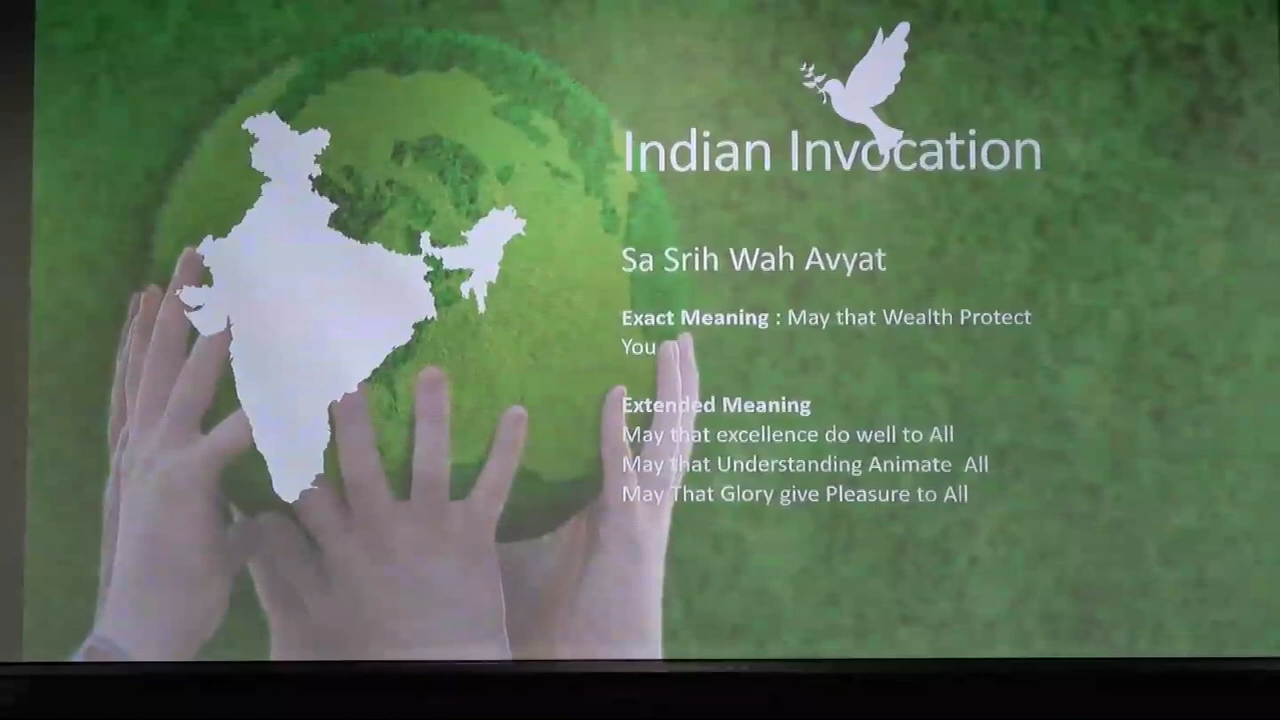 Indian Invocation
Sa Srih Wah Avyat
Exact Meaning : May that Wealth Protect
You
Extended Meaning
May that excellence do well to All
May that Understanding Animate All
May That Glory give Pleasure to All